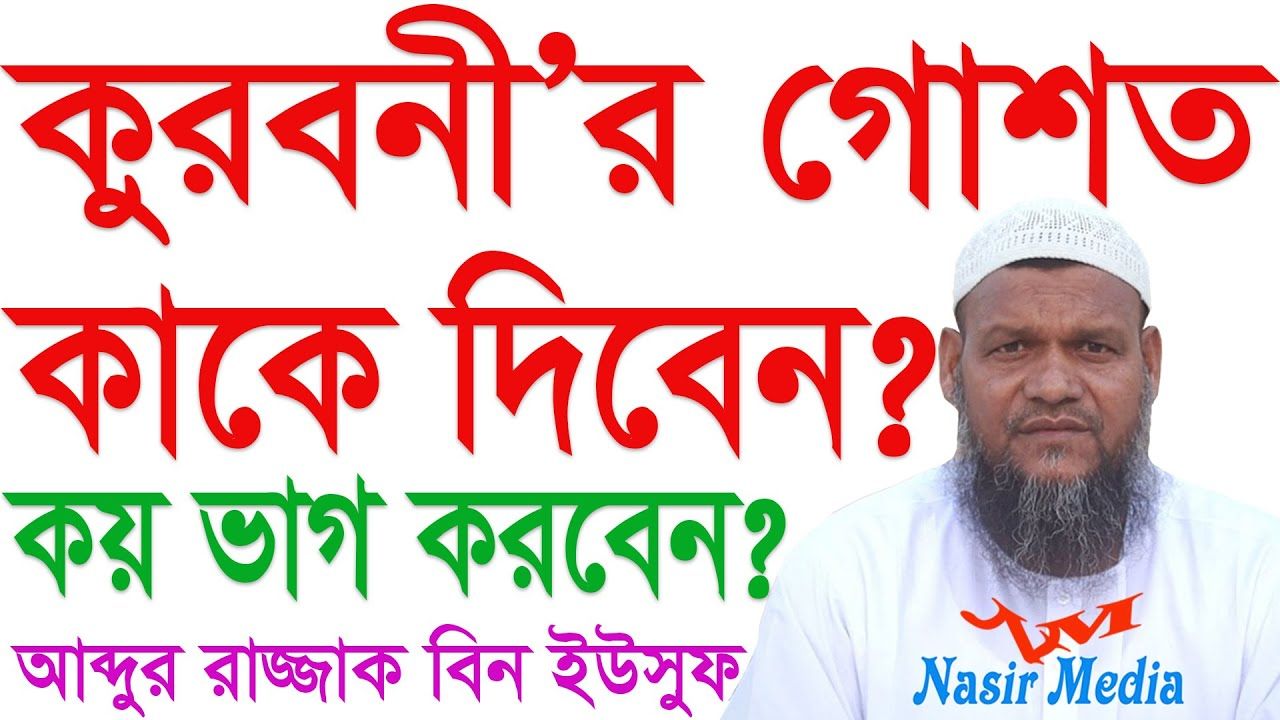 কুরবনী’র গোশত
কাকে দিবেন?
কয় ভাগ করবেন?
আব্দুর রাজ্জাক বিন ইউসুফ
Nasir Media